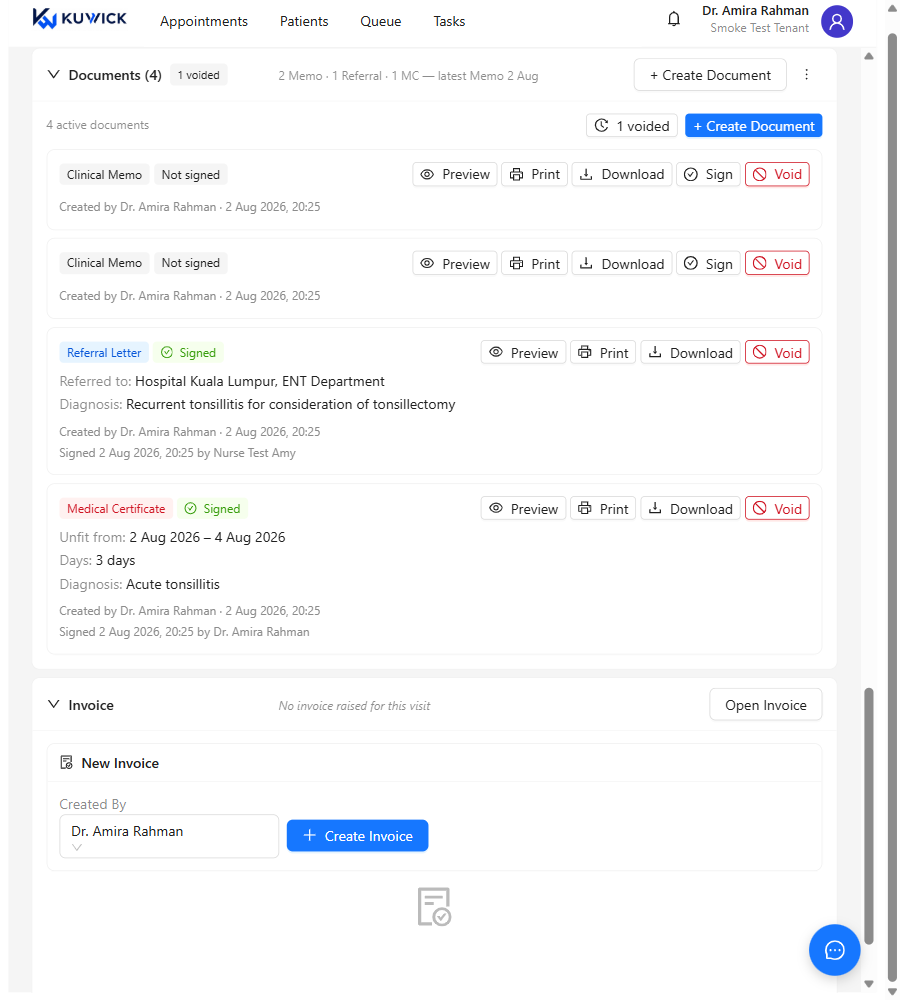 KUWICK Appointments Patients Queue Tasks Dr. Amira Rahman
Smoke Test Tenant
Documents (4) 1 voided 2 Memo · 1 Referral · 1 MC — latest Memo 2 Aug + Create Document
4 active documents 1 voided + Create Document
Clinical Memo Not signed Preview Print Download Sign Void
Created by Dr. Amira Rahman · 2 Aug 2026, 20:25
Clinical Memo Not signed Preview Print Download Sign Void
Created by Dr. Amira Rahman · 2 Aug 2026, 20:25
Referral Letter Signed Preview Print Download Void
Referred to: Hospital Kuala Lumpur, ENT Department
Diagnosis: Recurrent tonsillitis for consideration of tonsillectomy
Created by Dr. Amira Rahman · 2 Aug 2026, 20:25
Signed 2 Aug 2026, 20:25 by Nurse Test Amy
Medical Certificate Signed Preview Print Download Void
Unfit from: 2 Aug 2026 – 4 Aug 2026
Days: 3 days
Diagnosis: Acute tonsillitis
Created by Dr. Amira Rahman · 2 Aug 2026, 20:25
Signed 2 Aug 2026, 20:25 by Dr. Amira Rahman
Invoice No invoice raised for this visit Open Invoice
New Invoice
Created By
Dr. Amira Rahman + Create Invoice